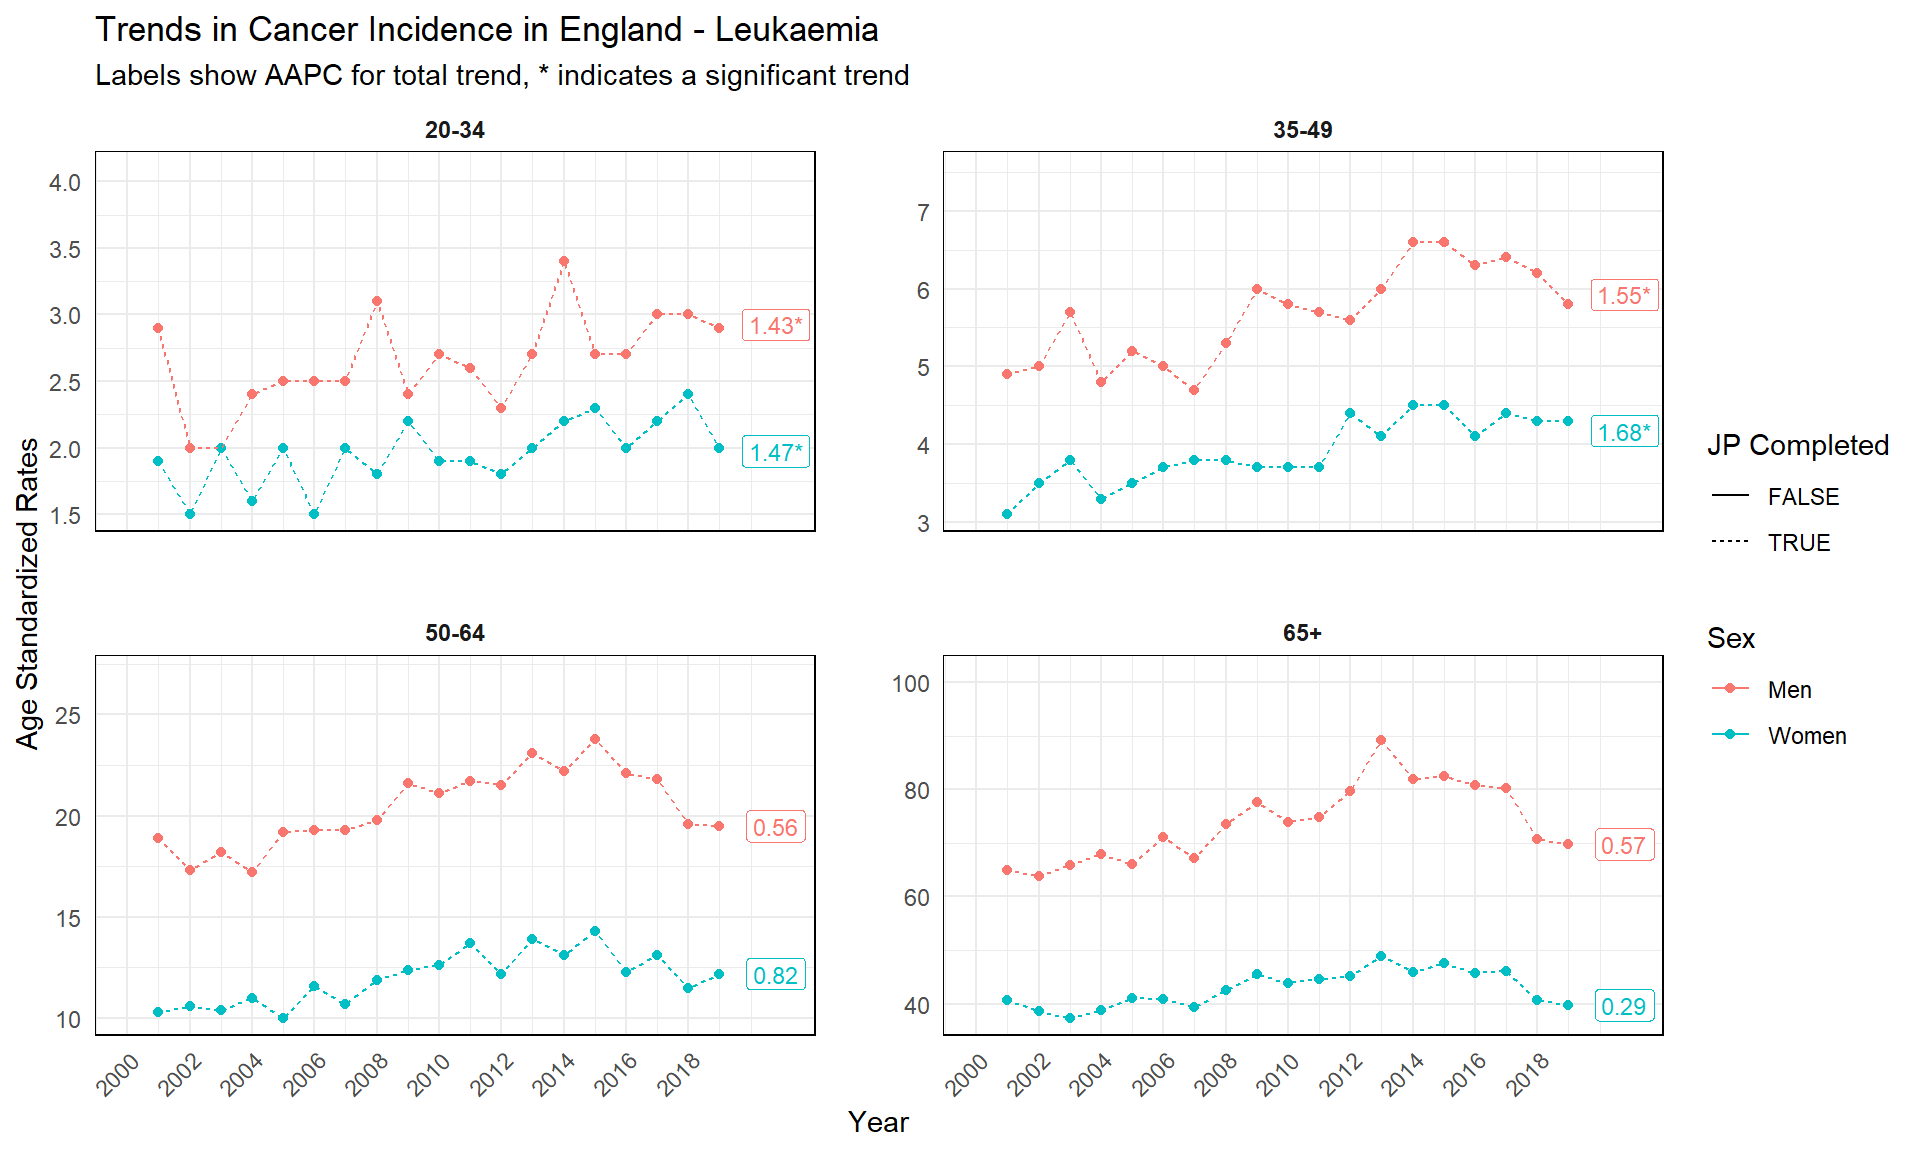 Trends in Cancer Incidence in England - Leukaemia
Labels show AAPC for total trend, * indicates a significant trend
20-34
4.0
3.5
3.0
2.5
2.0
1.5
1.43*
1.47*
35-49
7
6
5
4
3
1.55*
1.68*
50-64
25
20
15
10
0.56
0.82
2000 2002 2004 2006 2008 2010 2012 2014 2016 2018
65+
100
80
60
40
0.57
0.29
2000 2002 2004 2006 2008 2010 2012 2014 2016 2018
Age Standardized Rates
Year
JP Completed
FALSE
TRUE
Sex
Men
Women